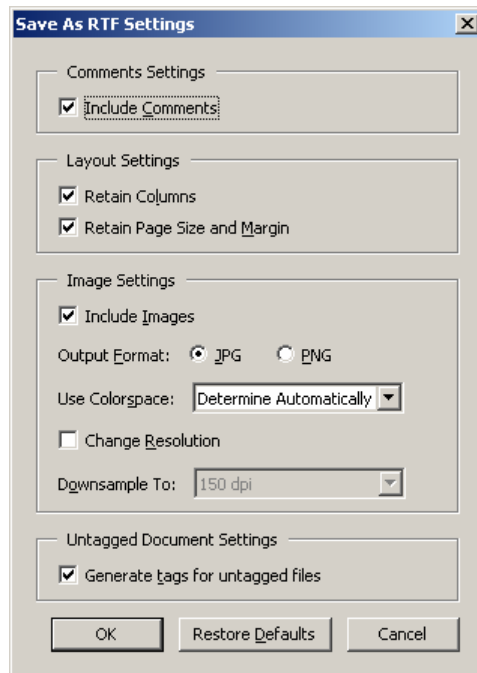 Save As RTF Settings
Comments Settings
Include Comments
Layout Settings
Retain Columns
Retain Page Size and Margin
Image Settings
Include Images
Output Format: JPG PNG
Use Colorspace: Determine Automatically
Change Resolution
Downsample To: 150 dpi
Untagged Document Settings
Generate tags for untagged files
OK Restore Defaults Cancel